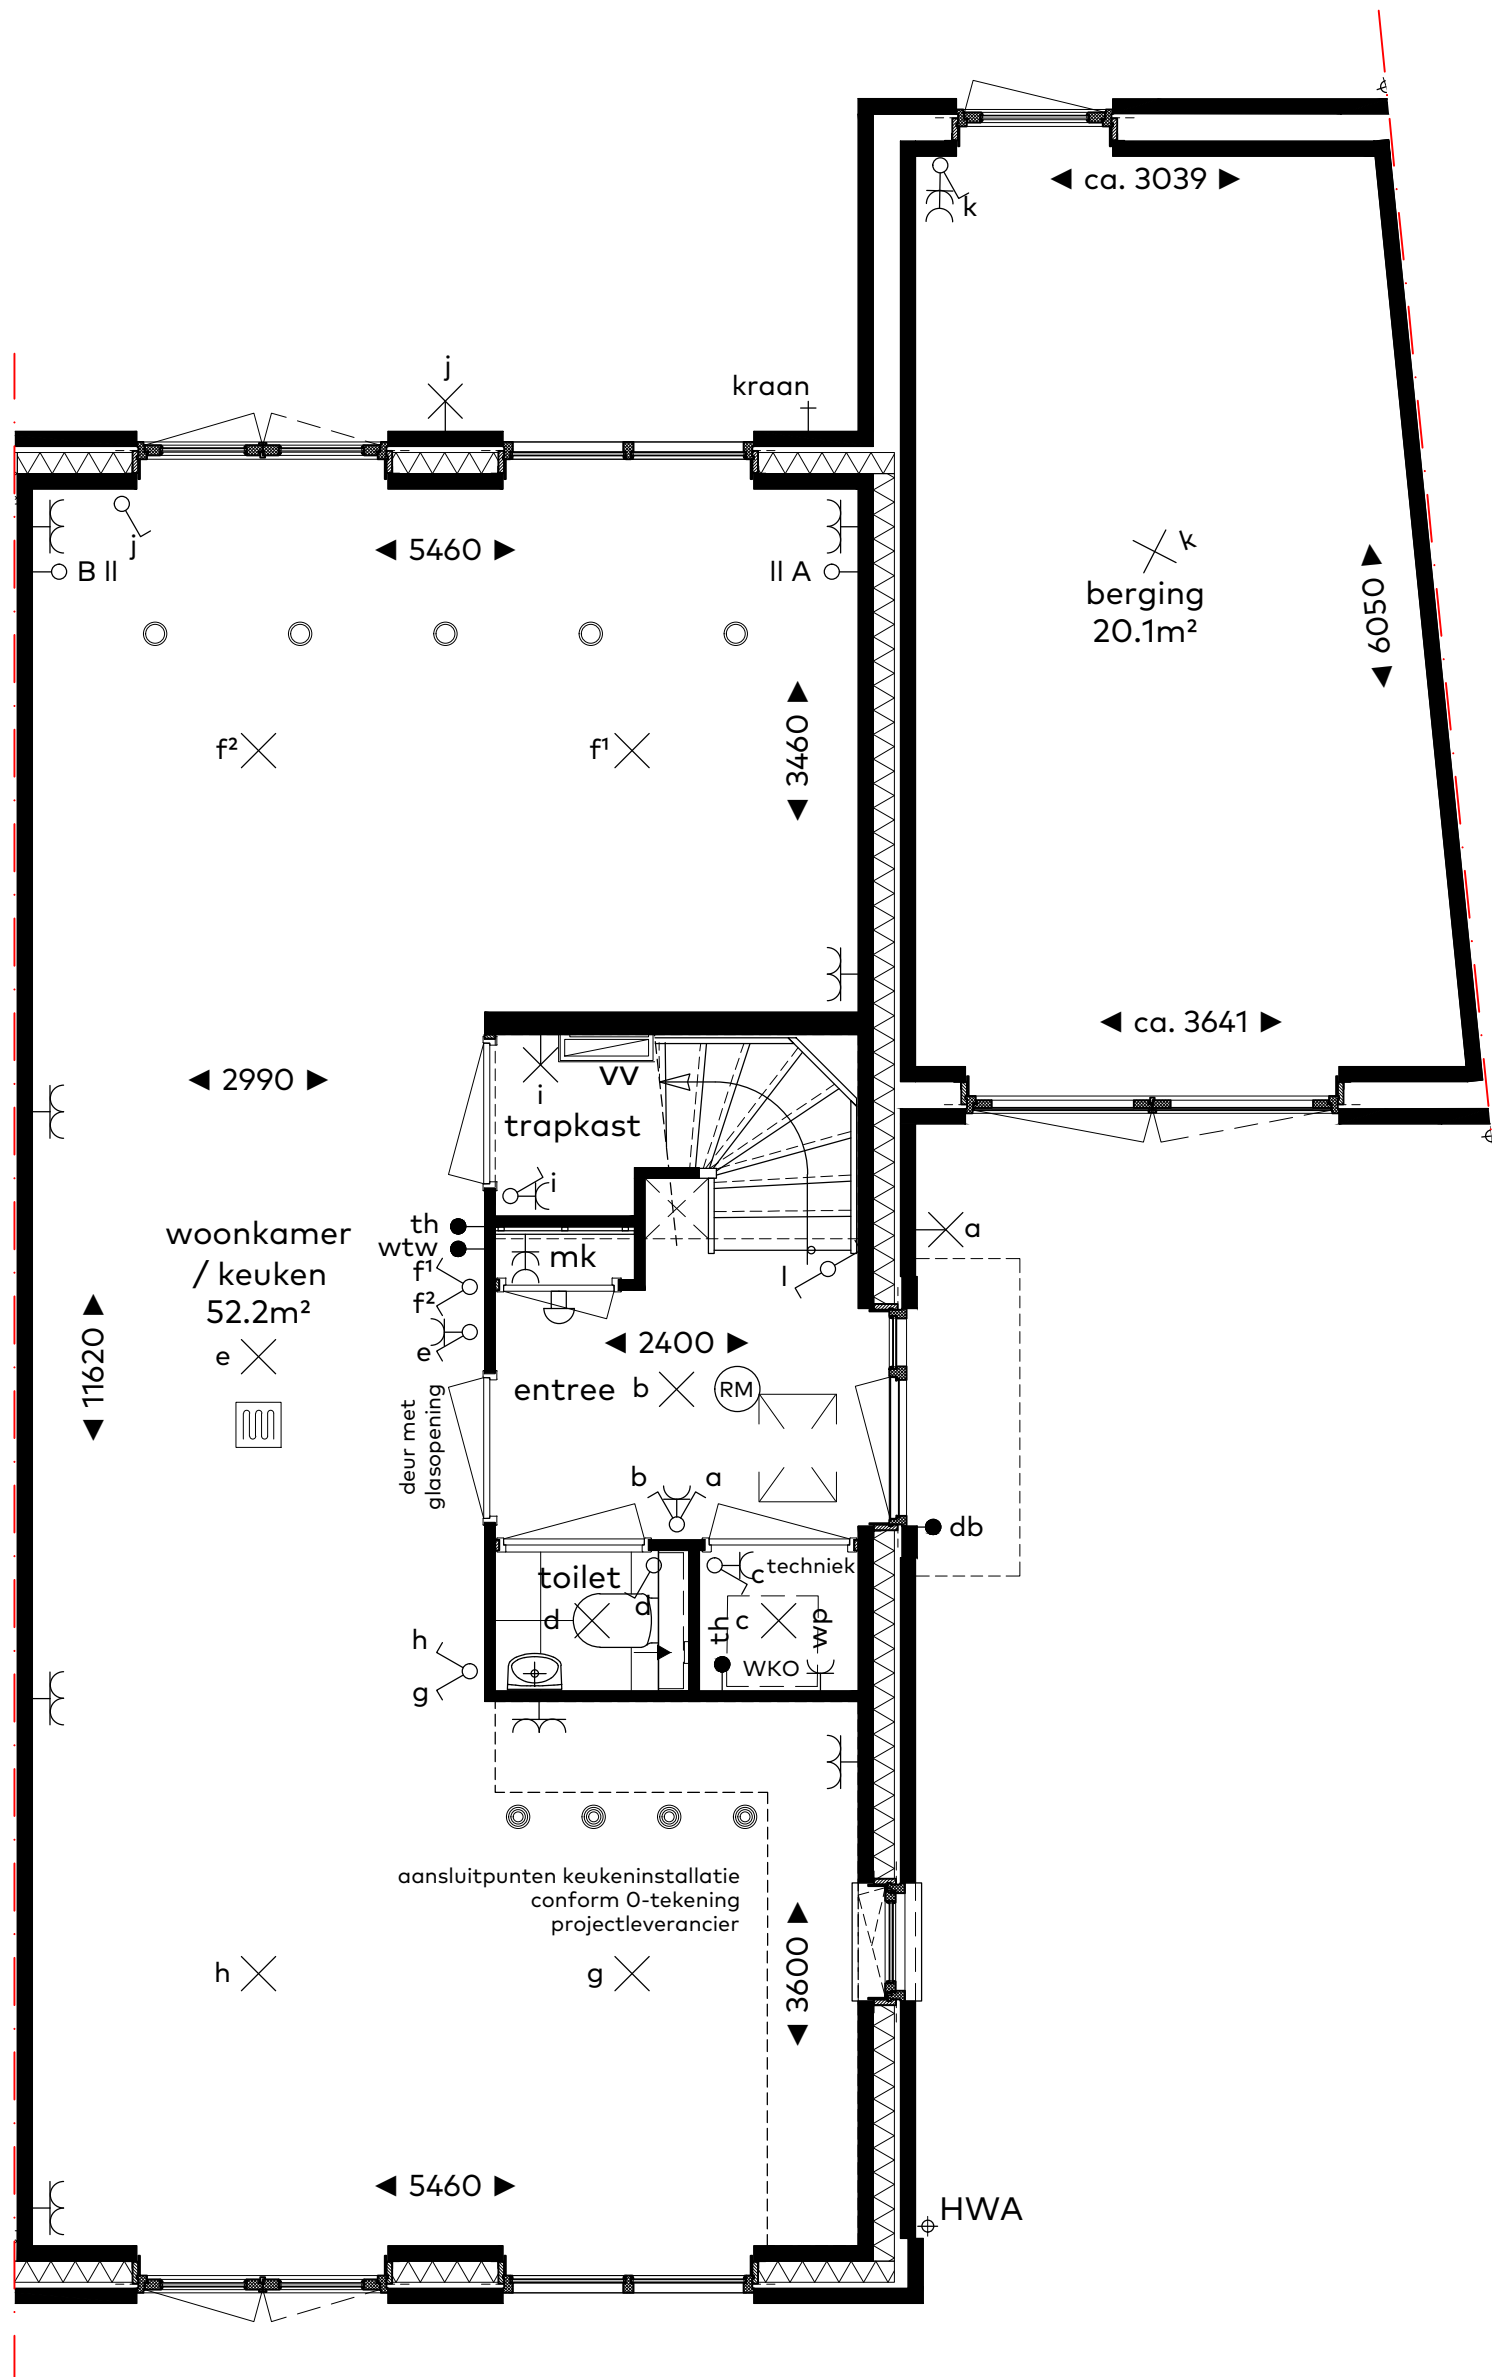 ca. 3039
k
j
kraan
j
5460
B II
II A
k
berging
20.1m²
6050
f²
f¹
3460
ca. 3641
2990
vv
i
trapkast
i
th
wtw
f¹
f²
e
mk
l
a
woonkamer
/ keuken
52.2m²
e
11620
2400
entree
b
RM
deur met
glasopening
b
a
db
toilet
d
d
techniek
c
c
th
wp
WKO
h
g
aansluitpunten keukeninstallatie
conform 0-tekening
projectleverancier
h
g
3600
5460
HWA